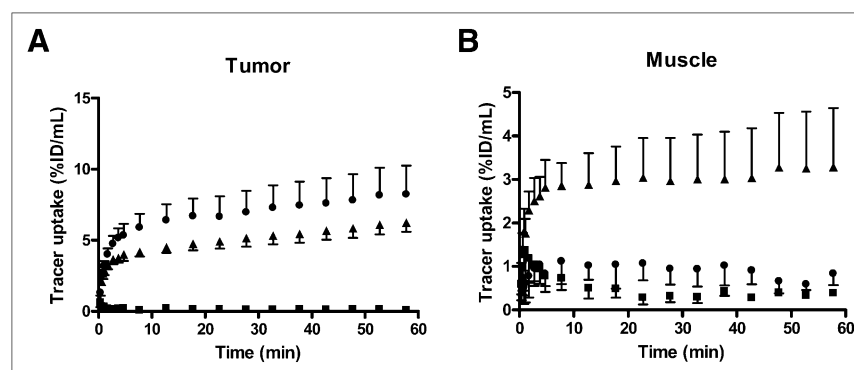 A
Tumor
Tracer uptake (%ID/mL)
15
10
5
0
0 10 20 30 40 50 60
Time (min)
B
Muscle
Tracer uptake (%ID/mL)
5
4
3
2
1
0
0 10 20 30 40 50 60
Time (min)